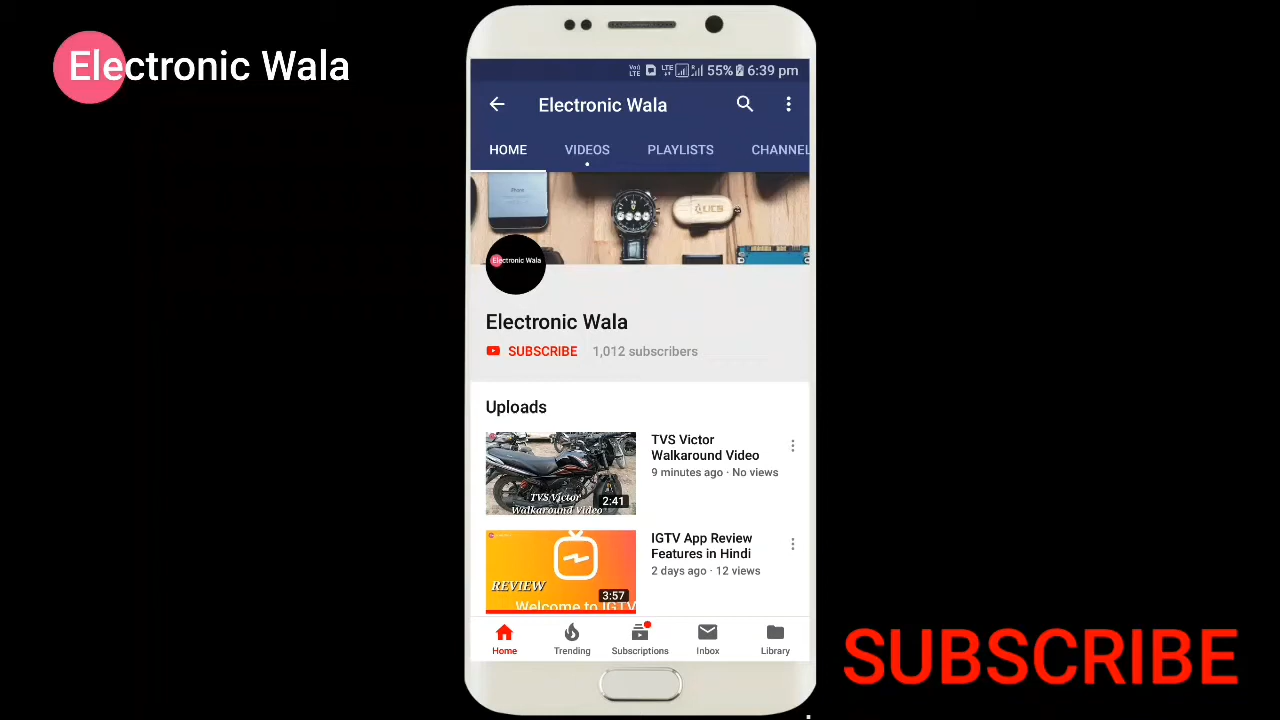 Electronic Wala
55% 6:39 pm
Electronic Wala
HOME VIDEOS PLAYLISTS CHANNEL
UCS
Electronic Wala
Electronic Wala
SUBSCRIBE 1,012 subscribers
Uploads
TVS Victor
Walkaround Video
9 minutes ago · No views
TVS Victor
Walkaround Video
2:41
IGTV App Review
Features in Hindi
2 days ago · 12 views
REVIEW
3:57
Welcome to IGTV
Home Trending Subscriptions Inbox Library
SUBSCRIBE